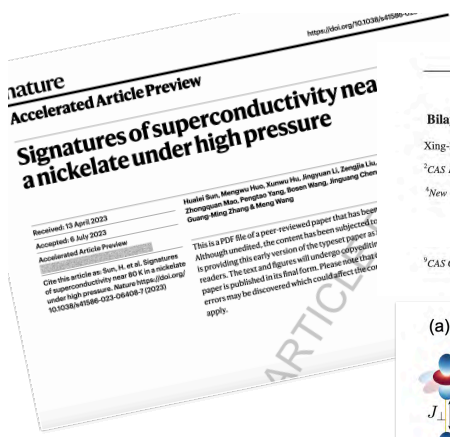 https://doi.org/10.1038/s41586-023
nature
Accelerated Article Preview
Signatures of superconductivity nea
a nickelate under high pressure
Received: 13 April 2023
Accepted: 6 July 2023
Accelerated Article Preview
Cite this article as: Sun, H. et al. Signatures
of superconductivity near 80 K in a nickelate
under high pressure. Nature https://doi.org/
10.1038/s41586-023-06408-7 (2023)
Hualei Sun, Mengwu Huo, Xunwu Hu, Jingyuan Li, Zengjia Liu,
Zhongquan Mao, Pengtao Yang, Bosen Wang, Jinguang Chen
Guang-Ming Zhang & Meng Wang
This is a PDF file of a peer-reviewed paper that has been
Although unedited, the content has been subjected to
is providing this early version of the typeset paper as
readers. The text and figures will undergo copyediting
paper is published in its final form. Please note that
errors may be discovered which could affect the con
apply.
ARTICLE
Bila
Xing-
²CAS
⁴New
⁹CAS
(a)
J⊥